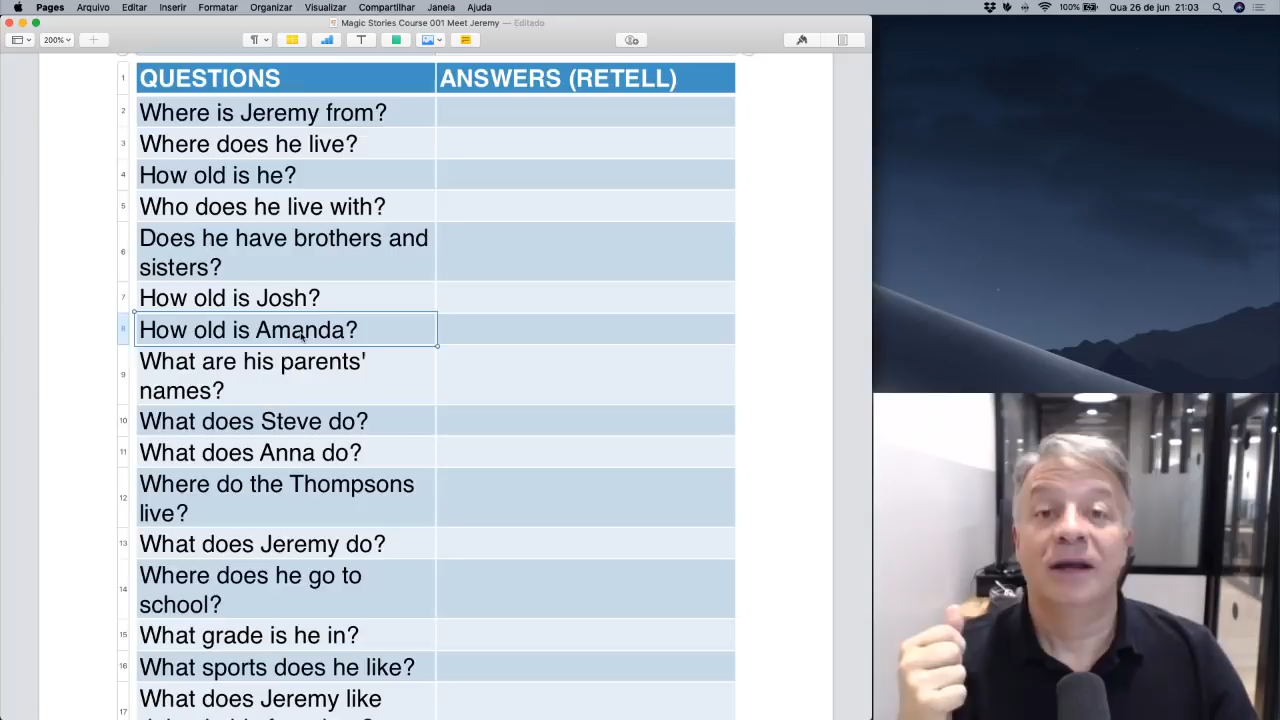 Pages Arquivo Editar Inserir Formatar Organizar Visualizar Compartilhar Janela Ajuda 100% Qua 26 de jun 21:03
Magic Stories Course 001 Meet Jeremy — Editado
200%
1 QUESTIONS ANSWERS (RETELL)
2 Where is Jeremy from?
3 Where does he live?
4 How old is he?
5 Who does he live with?
6 Does he have brothers and
sisters?
7 How old is Josh?
8 How old is Amanda?
9 What are his parents'
names?
10 What does Steve do?
11 What does Anna do?
12 Where do the Thompsons
live?
13 What does Jeremy do?
14 Where does he go to
school?
15 What grade is he in?
16 What sports does he like?
17 What does Jeremy like